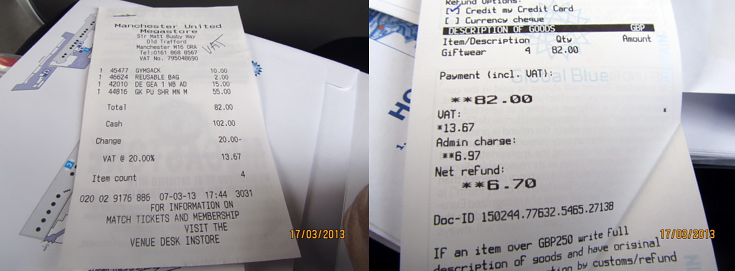 Manchester United
Megastore
Sir Matt Busby Way
Old Trafford
Manchester M16 0RA
Tel:0161 868 8567
VAT No. 795048690
VAT
1 45477 GYMSACK 10.00
1 46624 REUSABLE BAG 2.00
1 42010 DE GEA 1 W8 AD 15.00
1 44816 GK PU SHR MN M 55.00
Total 82.00
Cash 102.00
Change 20.00-
VAT @ 20.00% 13.67
Item count 4
020 02 9176 886 07-03-13 17:44 3031
FOR INFORMATION ON
MATCH TICKETS AND MEMBERSHIP
VISIT THE
VENUE DESK INSTORE
17/03/2013
Refund Options:
Credit my Credit Card
[ ] Currency cheque
DESCRIPTION OF GOODS GBP
Item/Description Qty Amount
Giftwear 4 82.00
Payment (incl. VAT):
Global Blue
**82.00
VAT:
*13.67
Admin charge:
**6.97
Net refund:
**6.70
Doc-ID 150244.77632.5465.27138
IF an item over GBP250 write full
description of goods and have original
by customs/refund
17/03/2013